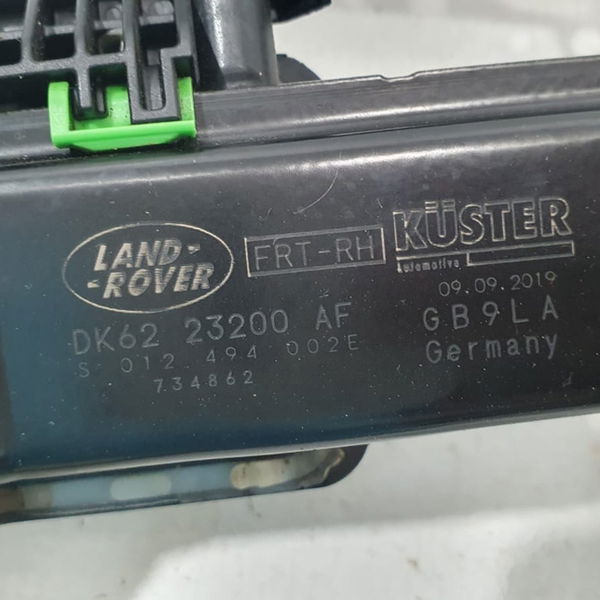 LAND-
-ROVER
FRT-RH
KÜSTER
Automotive
09.09.2019
DK62 23200 AF
GB9LA
S 012 494 002E
Germany
734862